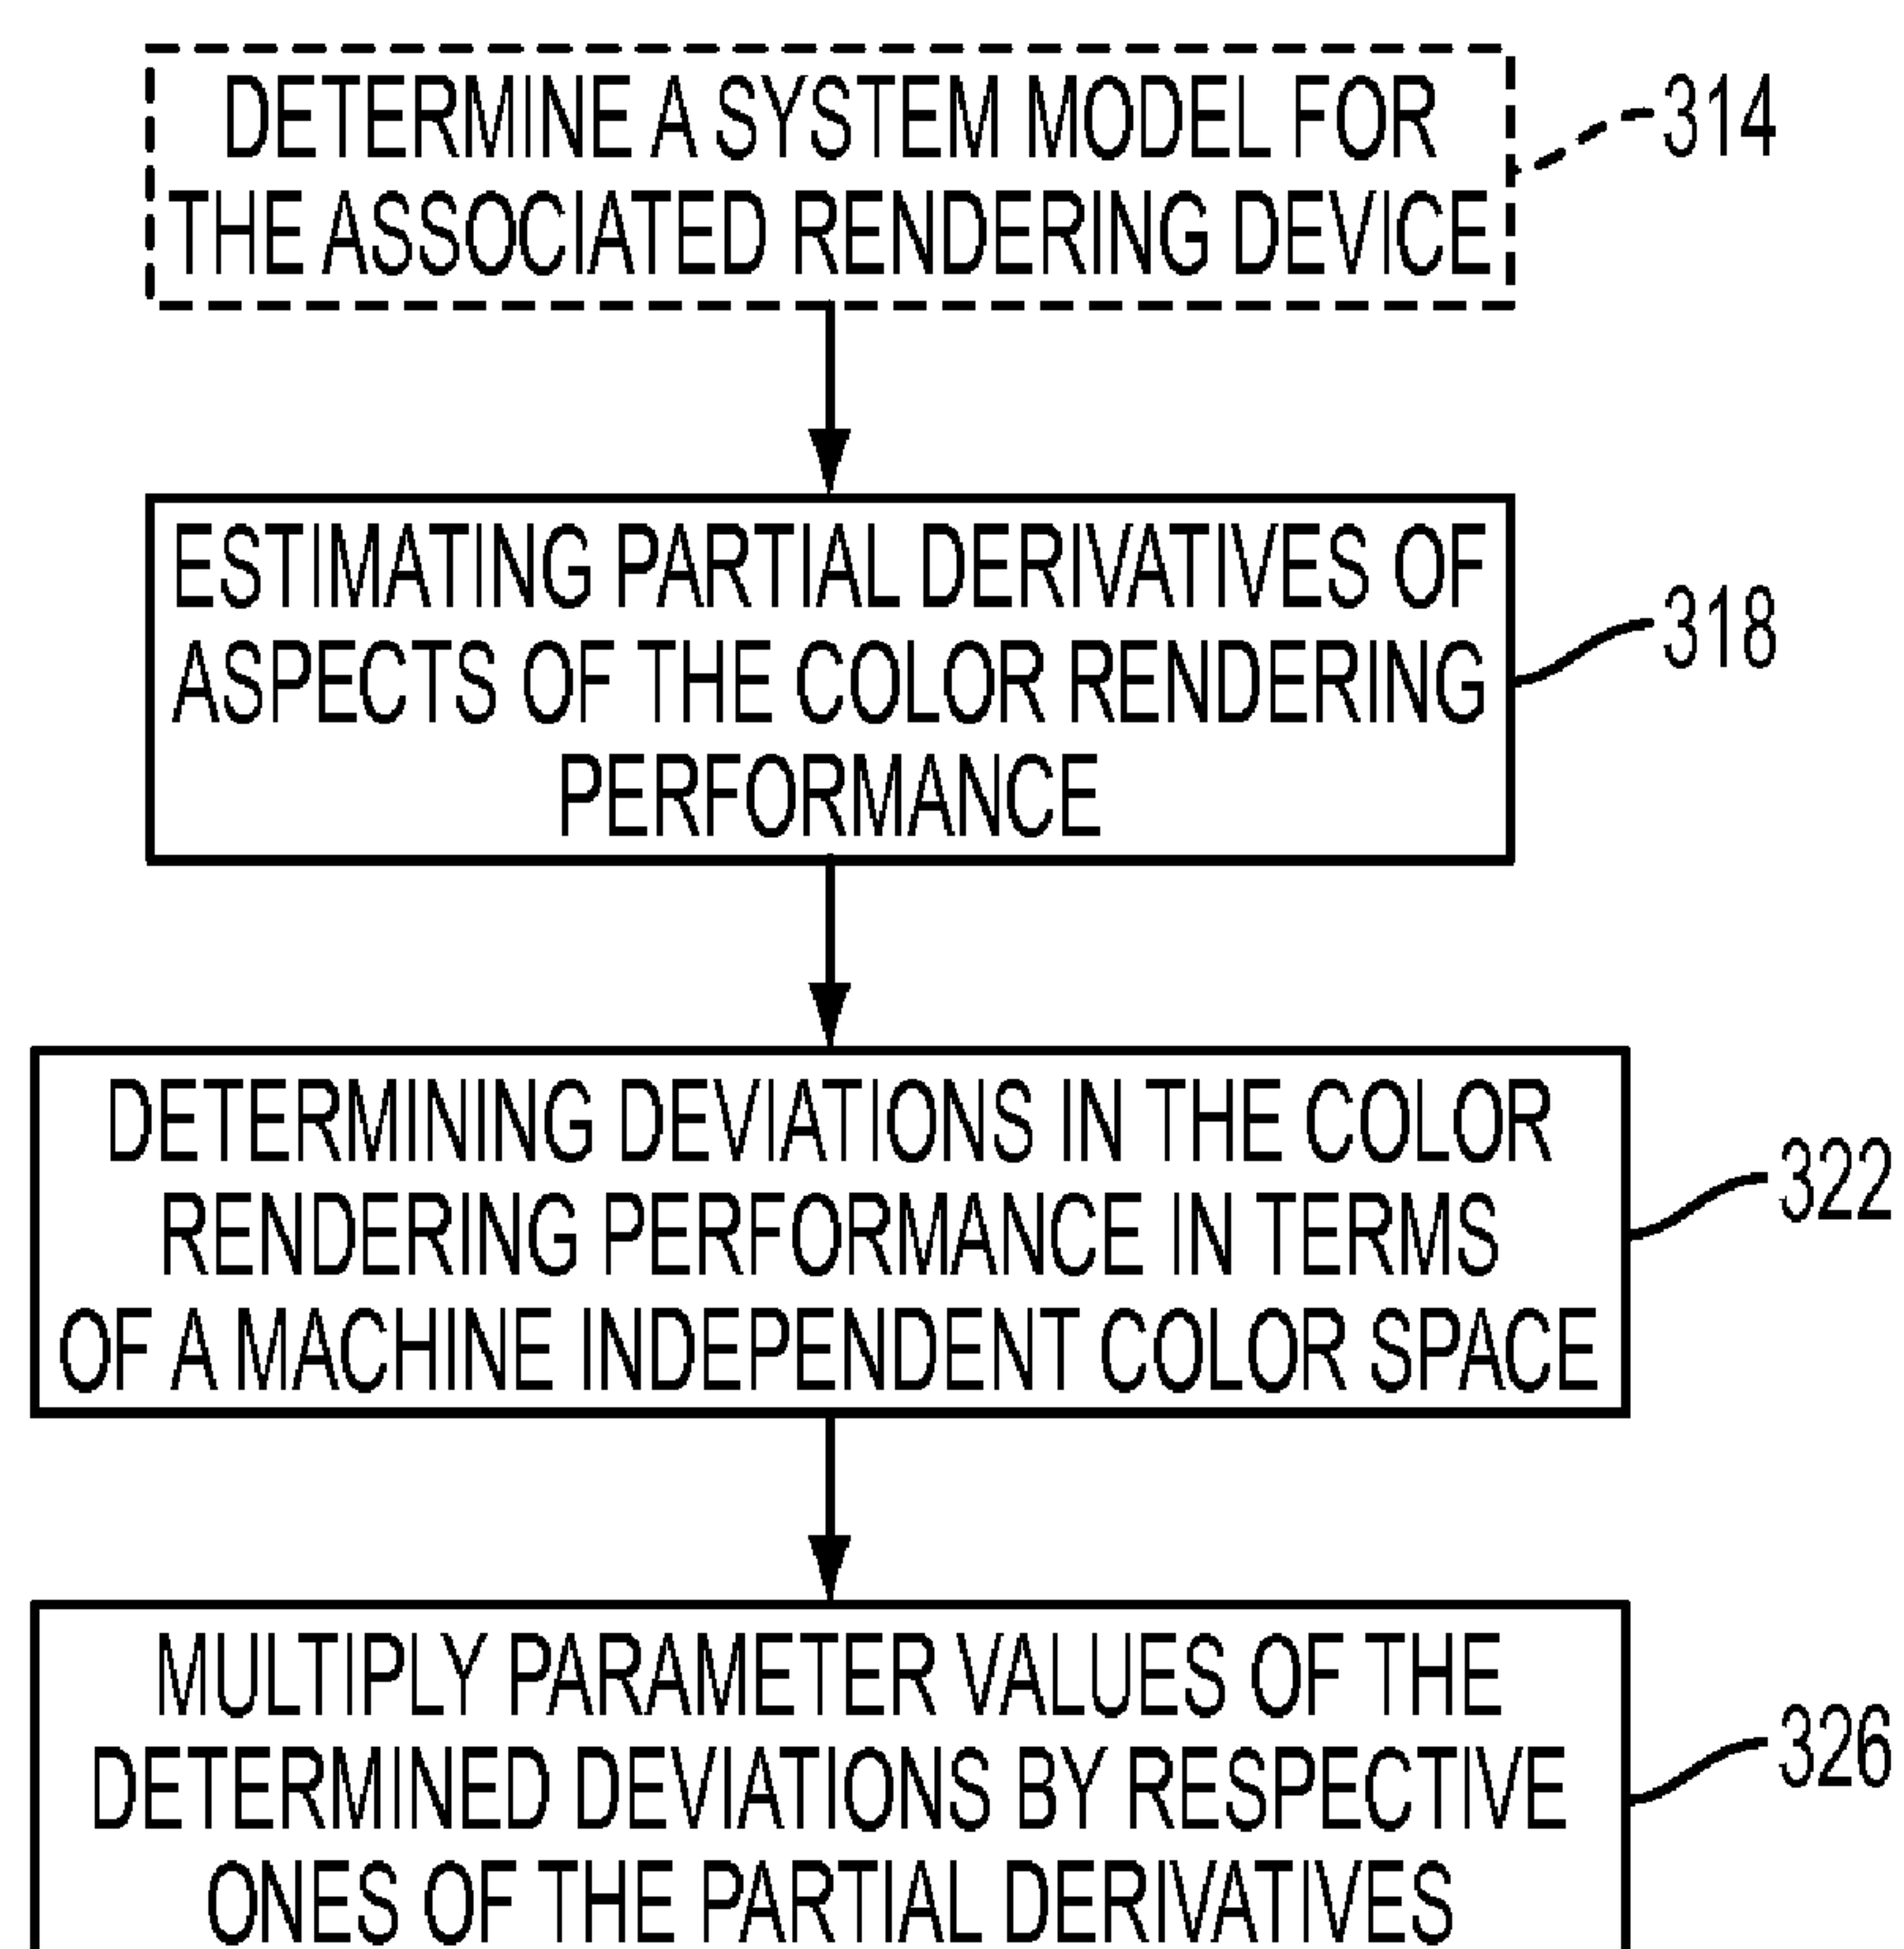 DETERMINE A SYSTEM MODEL FOR
THE ASSOCIATED RENDERING DEVICE
314
ESTIMATING PARTIAL DERIVATIVES OF
ASPECTS OF THE COLOR RENDERING
PERFORMANCE
318
DETERMINING DEVIATIONS IN THE COLOR
RENDERING PERFORMANCE IN TERMS
OF A MACHINE INDEPENDENT COLOR SPACE
322
MULTIPLY PARAMETER VALUES OF THE
DETERMINED DEVIATIONS BY RESPECTIVE
ONES OF THE PARTIAL DERIVATIVES
326